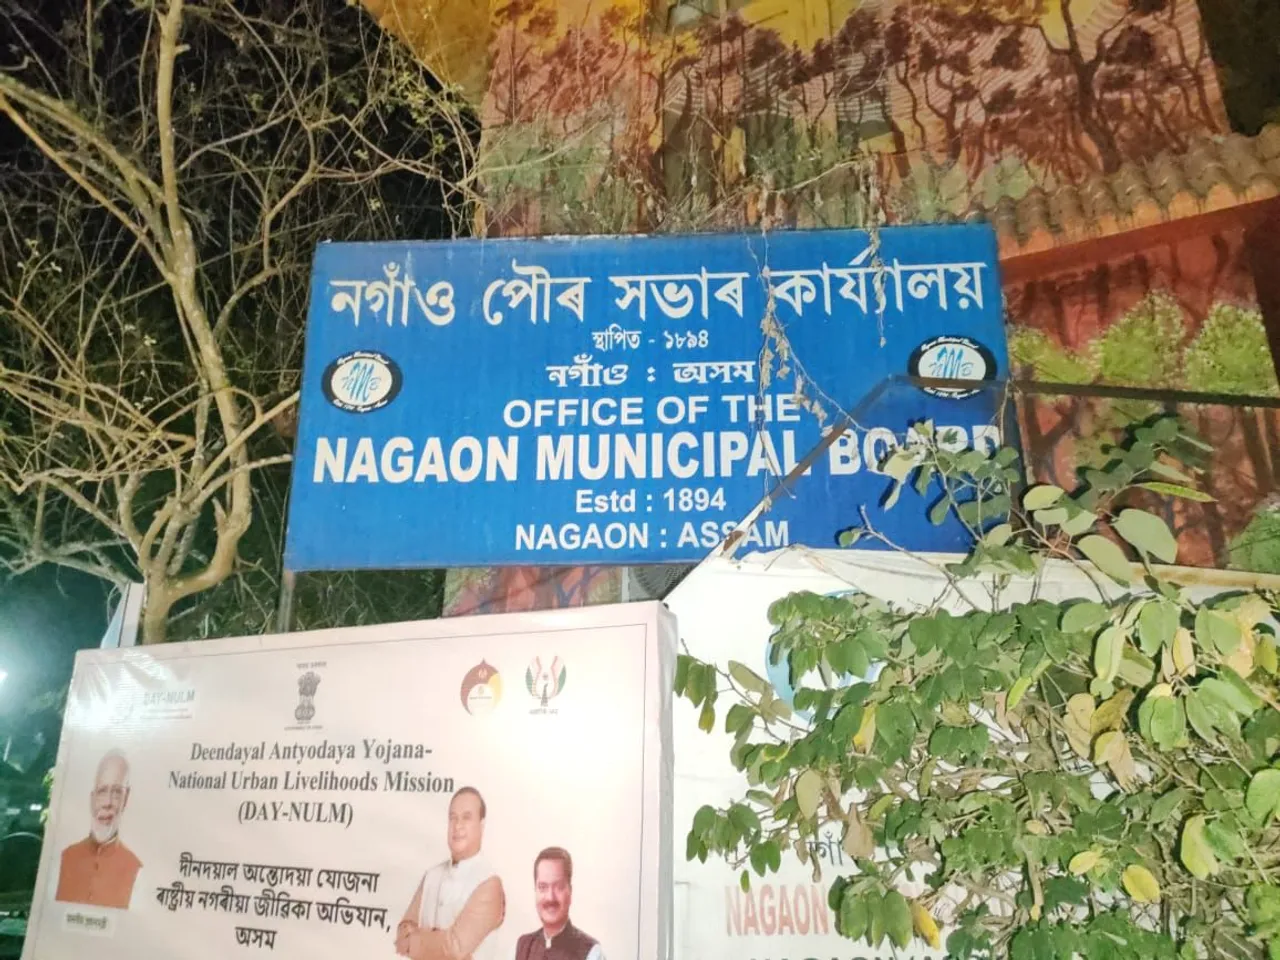 নগাঁও পৌৰ সভাৰ কাৰ্য্যালয়
স্থাপিত - ১৮৯৪
নগাঁও : অসম
OFFICE OF THE
NAGAON MUNICIPAL BOARD
Estd : 1894
NAGAON : ASSAM
DAY-NULM
Deendayal Antyodaya Yojana-
National Urban Livelihoods Mission
(DAY-NULM)
দীনদয়াল অন্তোদয়া যোজনা
ৰাষ্ট্ৰীয় নগৰীয়া জীৱিকা অভিযান,
অসম
NAGAON